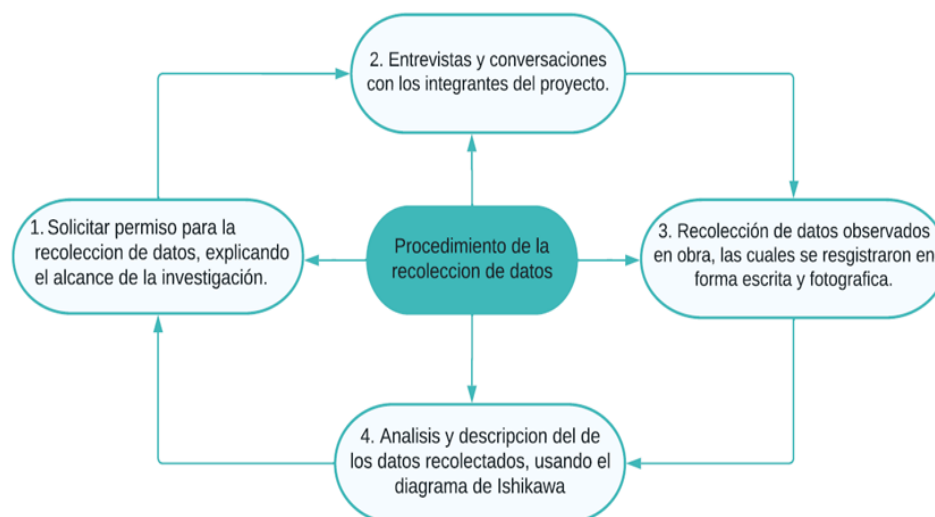 2. Entrevistas y conversaciones
con los integrantes del proyecto.
1. Solicitar permiso para la
recoleccion de datos, explicando
el alcance de la investigación.
Procedimiento de la
recoleccion de datos
3. Recolección de datos observados
en obra, las cuales se resgistraron en
forma escrita y fotografica.
4. Analisis y descripcion del de
los datos recolectados, usando el
diagrama de Ishikawa